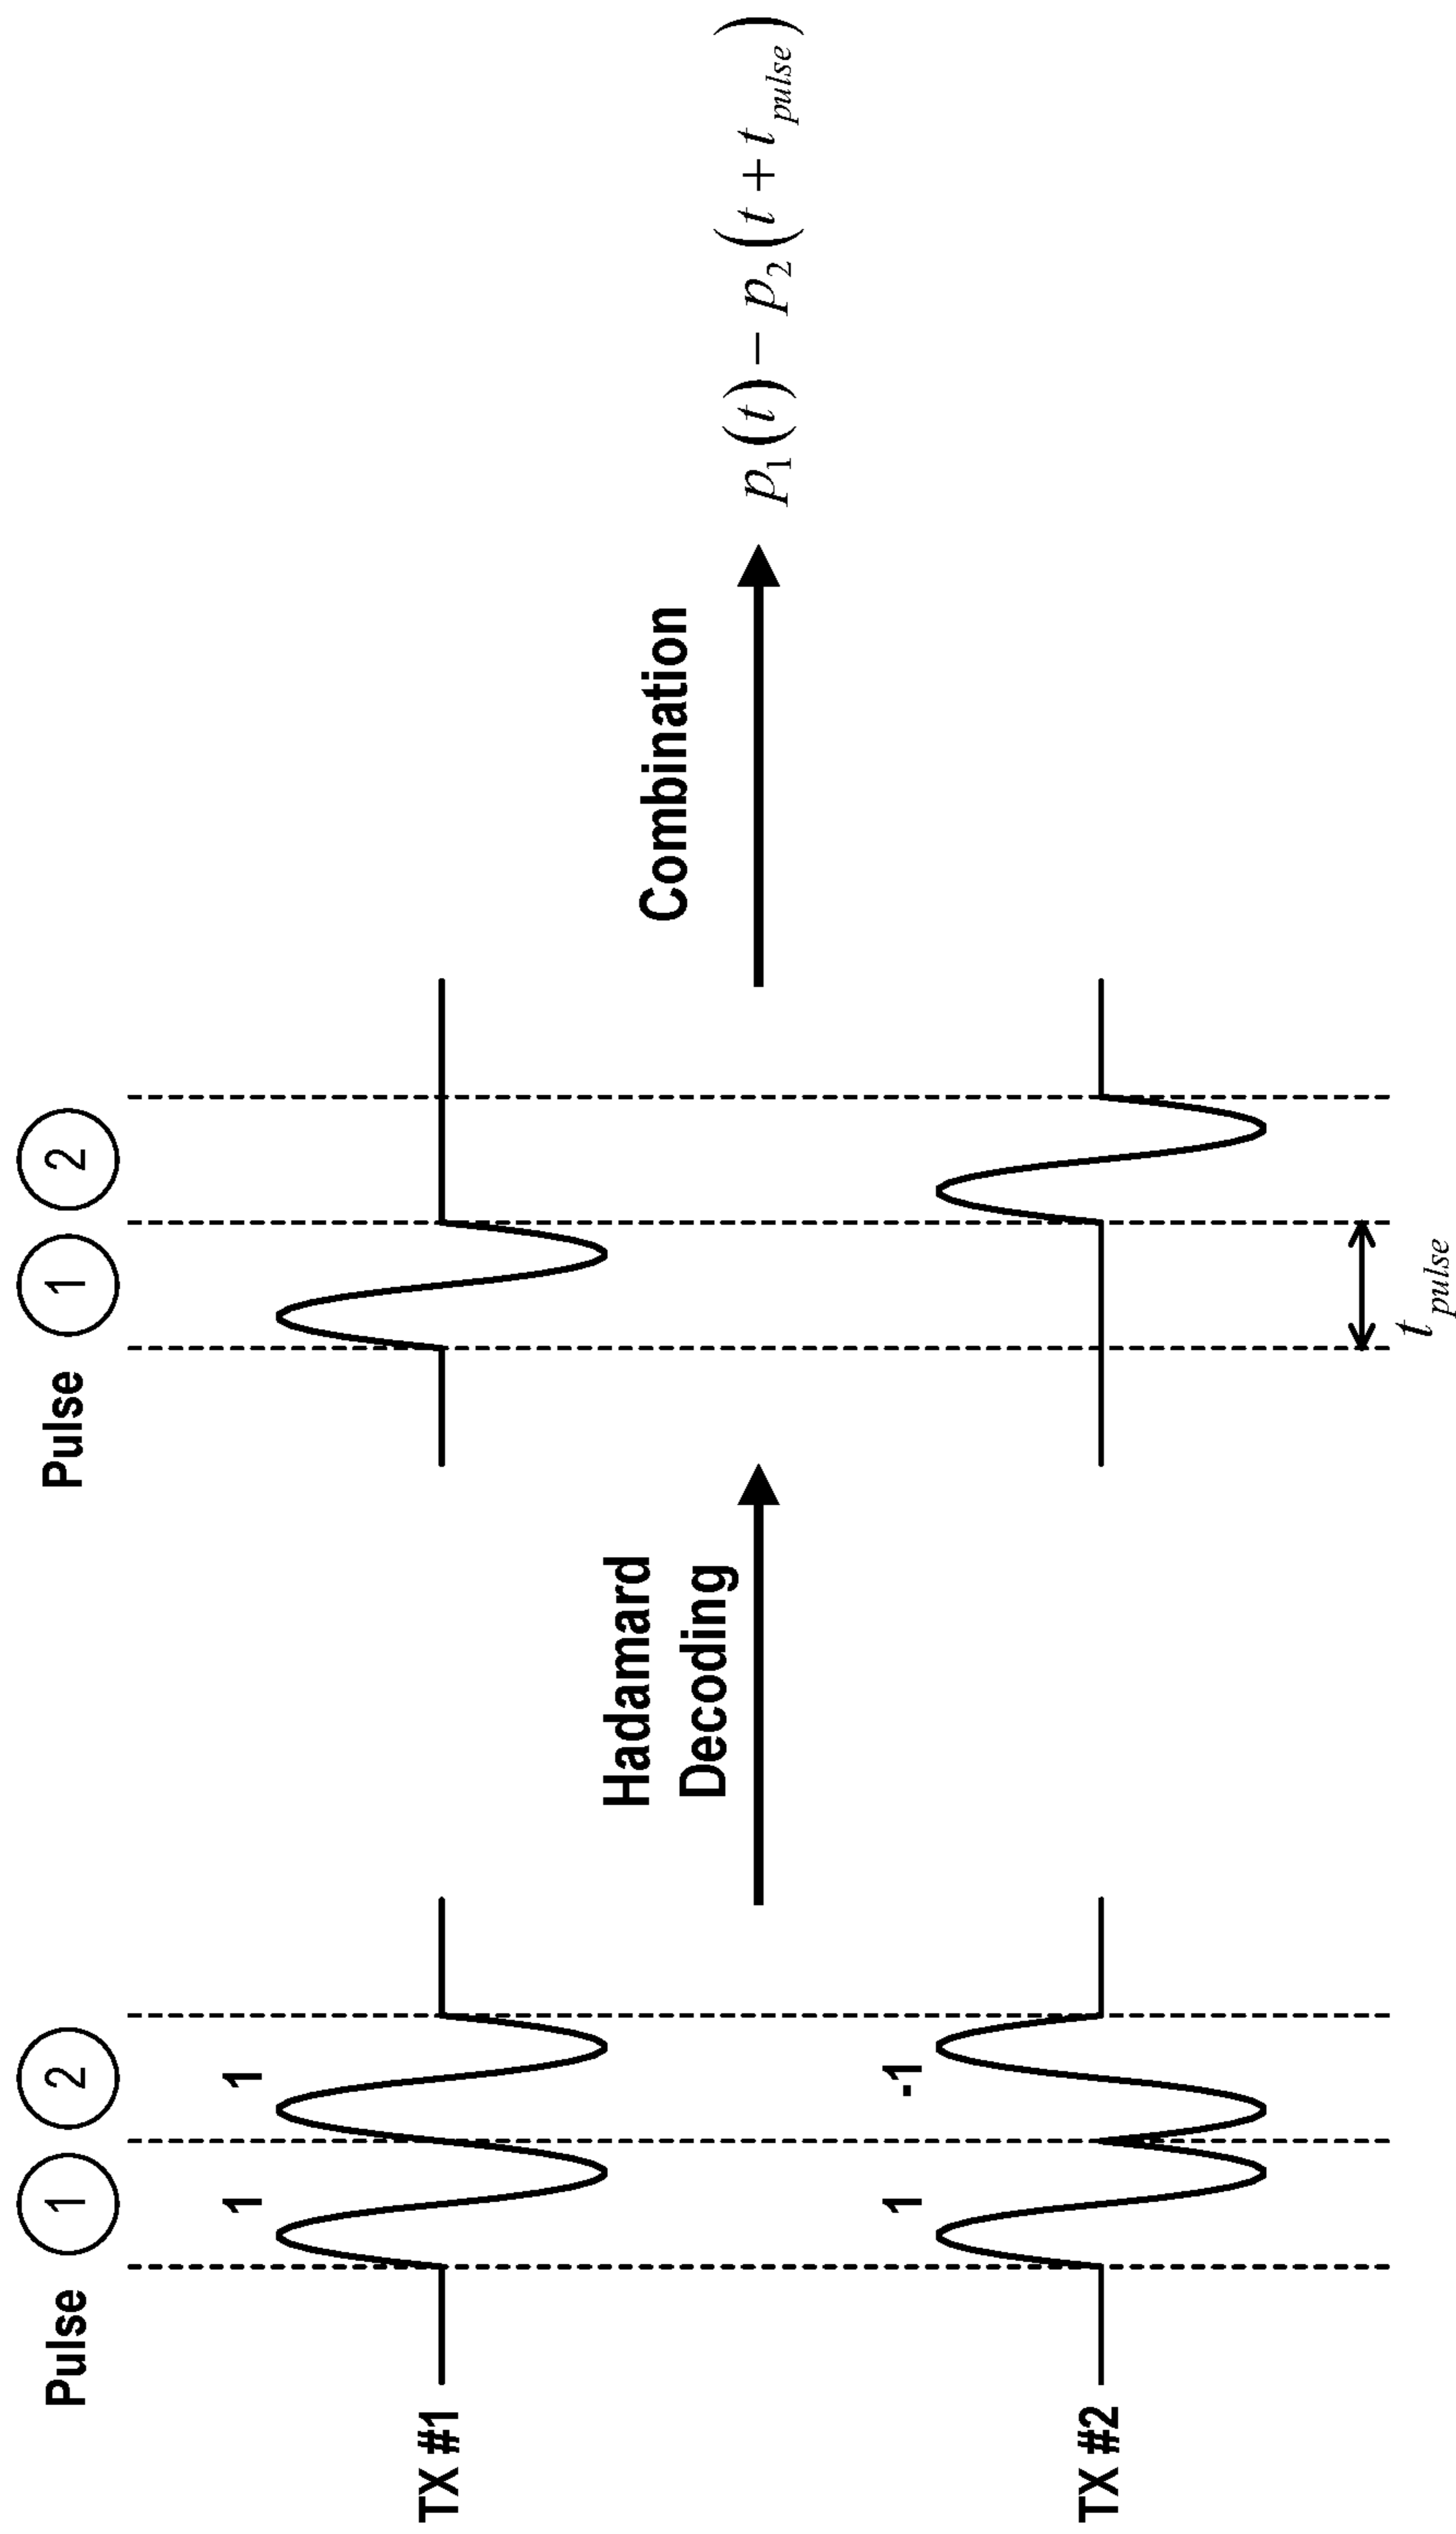 Pulse 1 2
Pulse 1 2
TX #1
1 1
Hadamard
Decoding
Combination
p₁(t) − p₂(t + t_pulse)
TX #2
1 -1
t_pulse